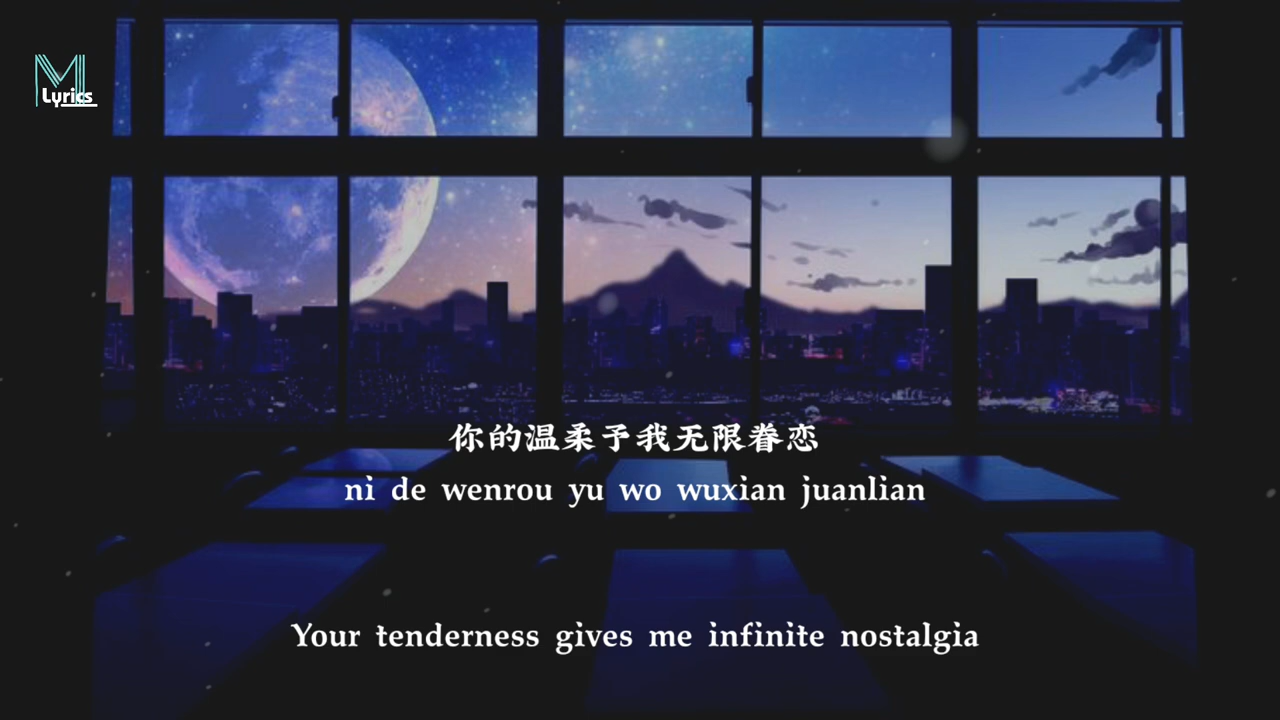 M
Lyrics
你的温柔予我无限眷恋
ni de wenrou yu wo wuxian juanlian
Your tenderness gives me infinite nostalgia